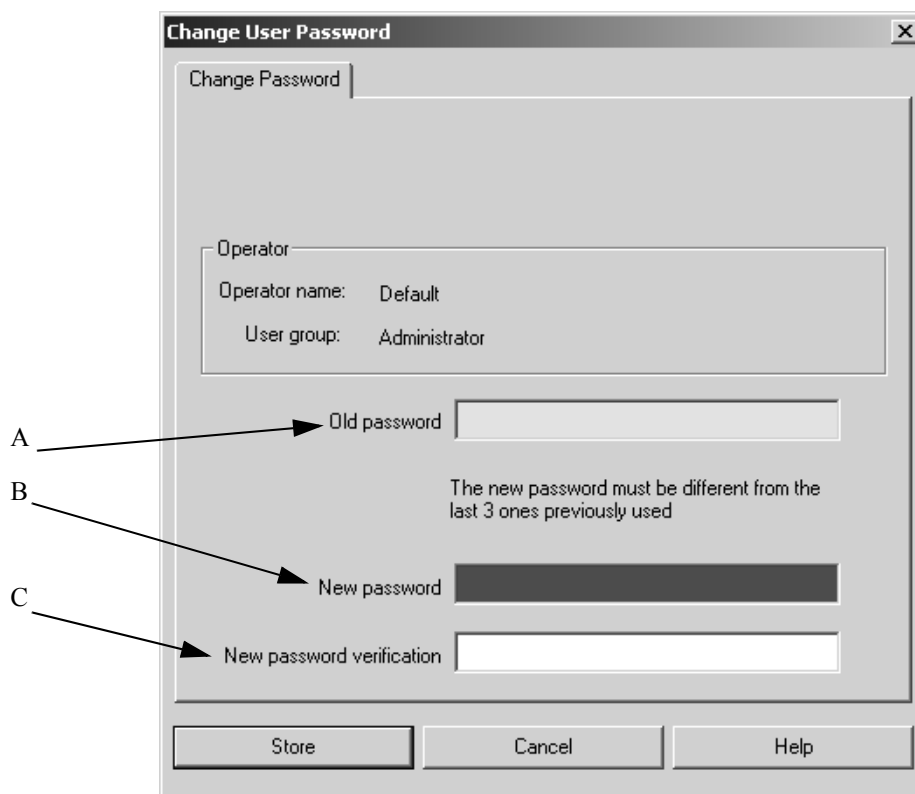 Change User Password
Change Password
Operator
Operator name: Default
User group: Administrator
A
Old password
B
The new password must be different from the
last 3 ones previously used
New password
C
New password verification
Store Cancel Help